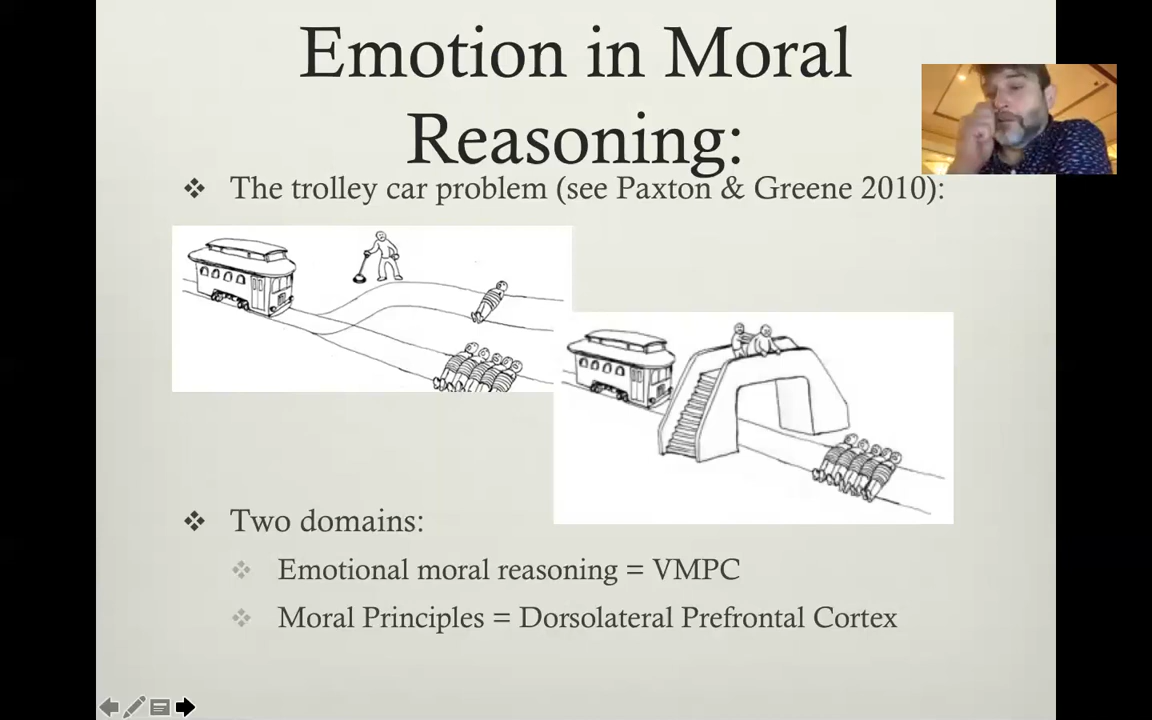 Emotion in Moral
Reasoning:
The trolley car problem (see Paxton & Greene 2010):
Two domains:
Emotional moral reasoning = VMPC
Moral Principles = Dorsolateral Prefrontal Cortex